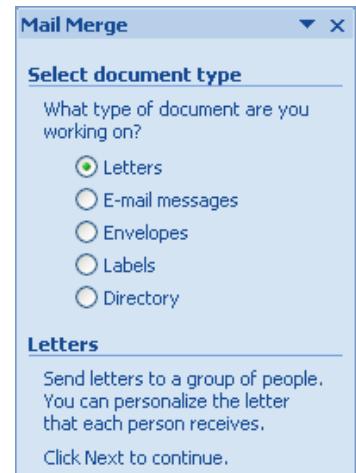 Mail Merge
Select document type
What type of document are you
working on?
Letters
E-mail messages
Envelopes
Labels
Directory
Letters
Send letters to a group of people.
You can personalize the letter
that each person receives.
Click Next to continue.